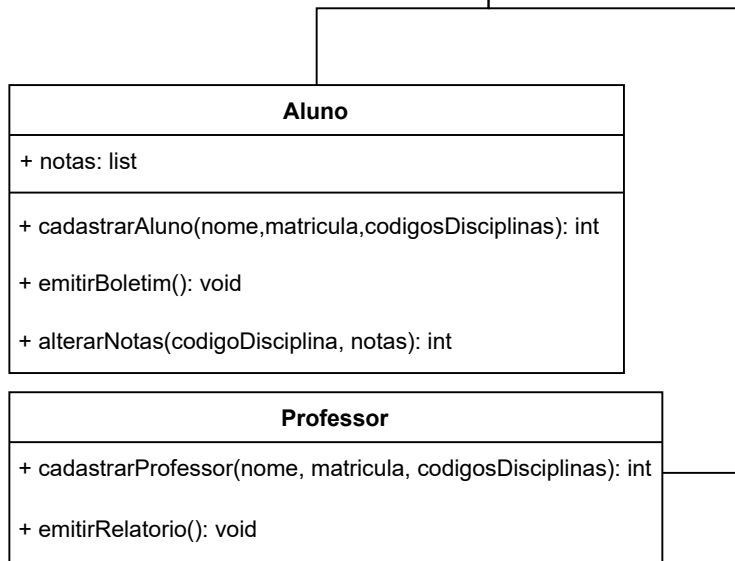 Aluno
+ notas: list
+ cadastrarAluno(nome,matricula,codigosDisciplinas): int
+ emitirBoletim(): void
+ alterarNotas(codigoDisciplina, notas): int
Professor
+ cadastrarProfessor(nome, matricula, codigosDisciplinas): int
+ emitirRelatorio(): void